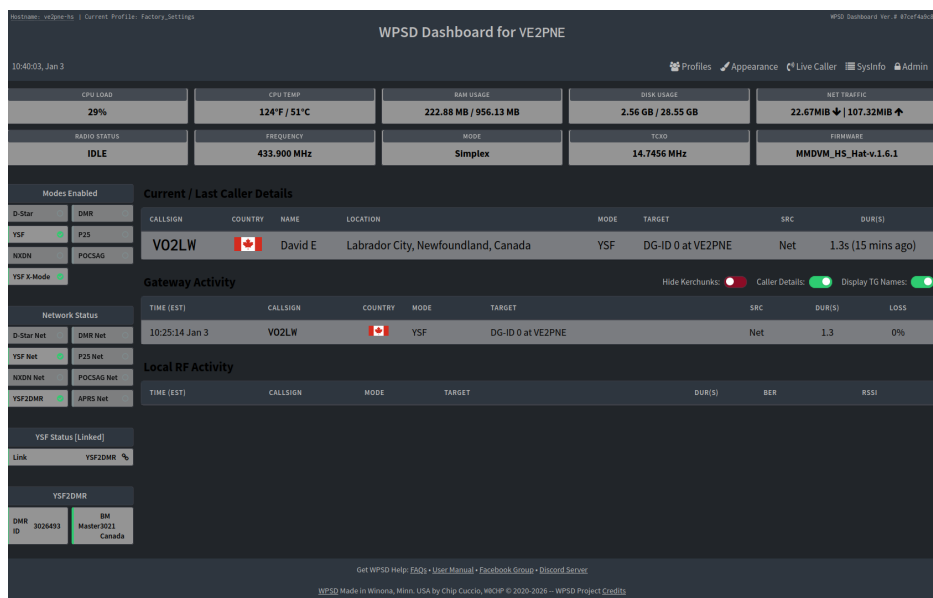 Hostname: ve2pne-hs | Current Profile: Factory_Settings
WPSD Dashboard Ver.# 07cef4a5c8
WPSD Dashboard for VE2PNE
10:40:03, Jan 3
Profiles Appearance Live Caller SysInfo Admin
CPU LOAD CPU TEMP RAM USAGE DISK USAGE NET TRAFFIC
29% 124°F / 51°C 222.88 MB / 956.13 MB 2.56 GB / 28.55 GB 22.67MIB | 107.32MIB
RADIO STATUS FREQUENCY MODE TCXO FIRMWARE
IDLE 433.900 MHz Simplex 14.7456 MHz MMDVM_HS_Hat-v.1.6.1
Modes Enabled
D-Star DMR
YSF P25
NXDN POCSAG
YSF X-Mode
Network Status
D-Star Net DMR Net
YSF Net P25 Net
NXDN Net POCSAG Net
YSF2DMR APRS Net
YSF Status [Linked]
Link YSF2DMR
YSF2DMR
DMR ID 3026493
BM Master3021 Canada
Current / Last Caller Details
CALLSIGN COUNTRY NAME LOCATION MODE TARGET SRC DUR(S)
VO2LW David E Labrador City, Newfoundland, Canada YSF DG-ID 0 at VE2PNE Net 1.3s (15 mins ago)
Gateway Activity
Hide Kerchunks: Caller Details: Display TG Names:
TIME (EST) CALLSIGN COUNTRY MODE TARGET SRC DUR(S) LOSS
10:25:14 Jan 3 VO2LW YSF DG-ID 0 at VE2PNE Net 1.3 0%
Local RF Activity
TIME (EST) CALLSIGN MODE TARGET DUR(S) BER RSSI
Get WPSD Help: FAQs • User Manual • Facebook Group • Discord Server
WPSD Made in Winona, Minn. USA by Chip Cuccio, W0CHP © 2020-2026 -- WPSD Project Credits